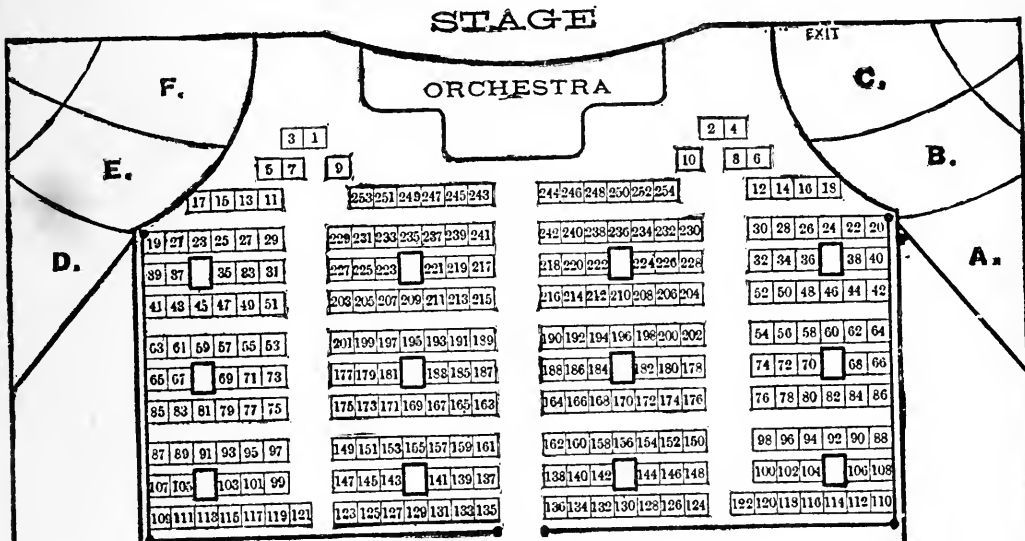 STAGE
EXIT
ORCHESTRA
F.
C.
E.
B.
D.
A.
3 1
2 4
5 7
9
10
8 6
17 15 13 11
253 251 249 247 245 243
244 246 248 250 252 254
12 14 16 18
19 21 23 25 27 29
229 231 233 235 237 239 241
242 240 238 236 234 232 230
30 28 26 24 22 20
39 37 35 33 31
227 225 223 221 219 217
218 220 222 224 226 228
32 34 36 38 40
41 43 45 47 49 51
203 205 207 209 211 213 215
216 214 212 210 208 206 204
52 50 48 46 44 42
63 61 59 57 55 53
201 199 197 195 193 191 189
190 192 194 196 198 200 202
54 56 58 60 62 64
65 67 69 71 73
177 179 181 183 185 187
188 186 184 182 180 178
74 72 70 68 66
85 83 81 79 77 75
175 173 171 169 167 165 163
164 166 168 170 172 174 176
76 78 80 82 84 86
87 89 91 93 95 97
149 151 153 155 157 159 161
162 160 158 156 154 152 150
98 96 94 92 90 88
107 105 103 101 99
147 145 143 141 139 137
138 140 142 144 146 148
100 102 104 106 108
109 111 113 115 117 119 121
123 125 127 129 131 133 135
136 134 132 130 128 126 124
122 120 118 116 114 112 110